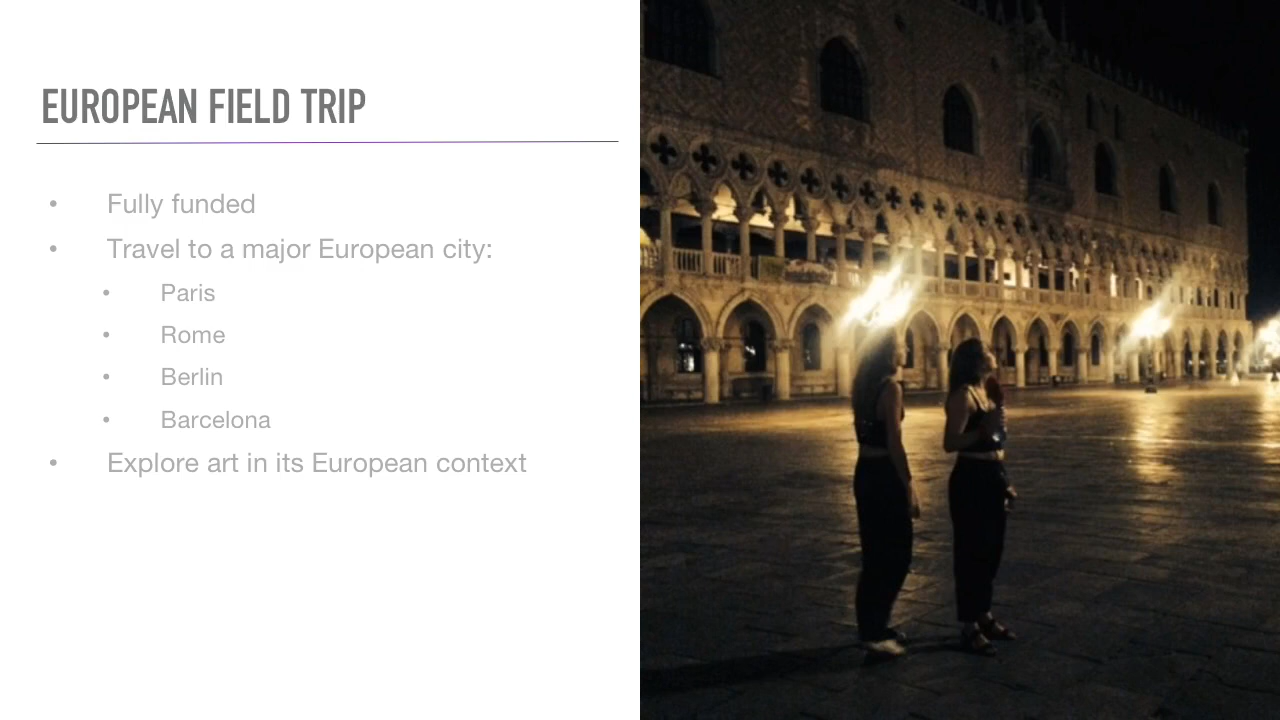 EUROPEAN FIELD TRIP
• Fully funded
• Travel to a major European city:
• Paris
• Rome
• Berlin
• Barcelona
• Explore art in its European context